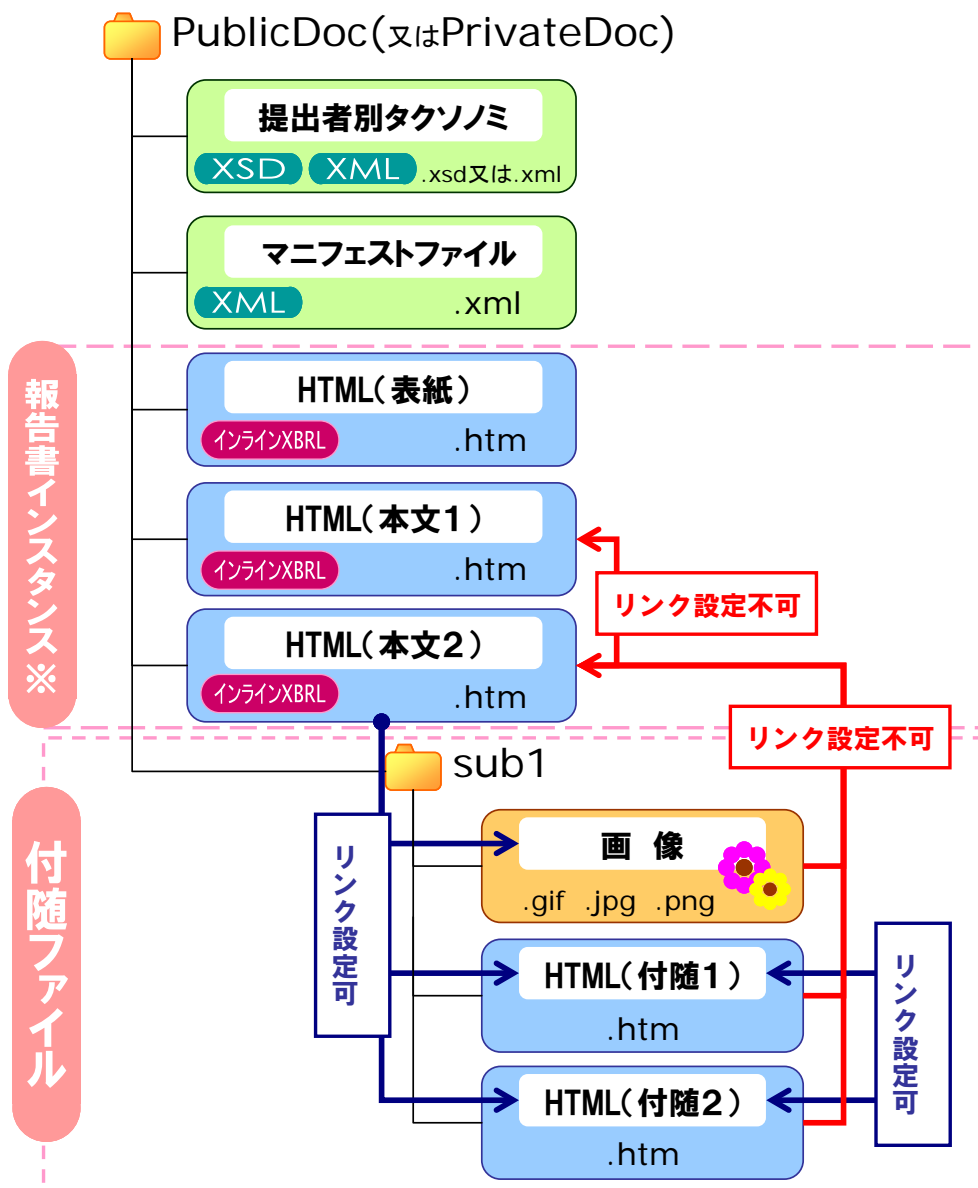 PublicDoc(又はPrivateDoc)
提出者別タクソノミ
XSD XML .xsd又は.xml
マニフェストファイル
XML .xml
報告書インスタンス※
HTML(表紙)
インラインXBRL .htm
HTML(本文1)
インラインXBRL .htm
リンク設定不可
HTML(本文2)
インラインXBRL .htm
リンク設定不可
付随ファイル
sub1
リンク設定可
画 像
.gif .jpg .png
HTML(付随1)
.htm
リンク設定可
HTML(付随2)
.htm